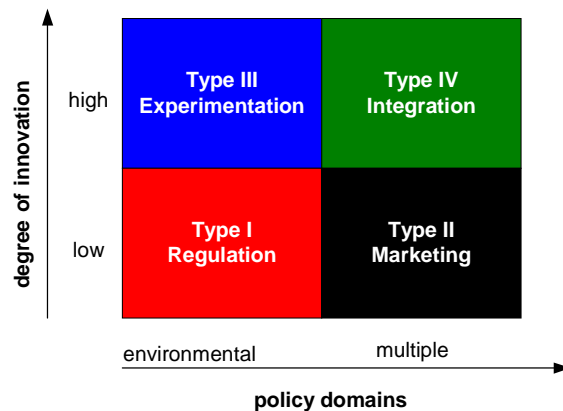 Type III
Experimentation
Type IV
Integration
high
degree of innovation
Type I
Regulation
Type II
Marketing
low
environmental
multiple
policy domains